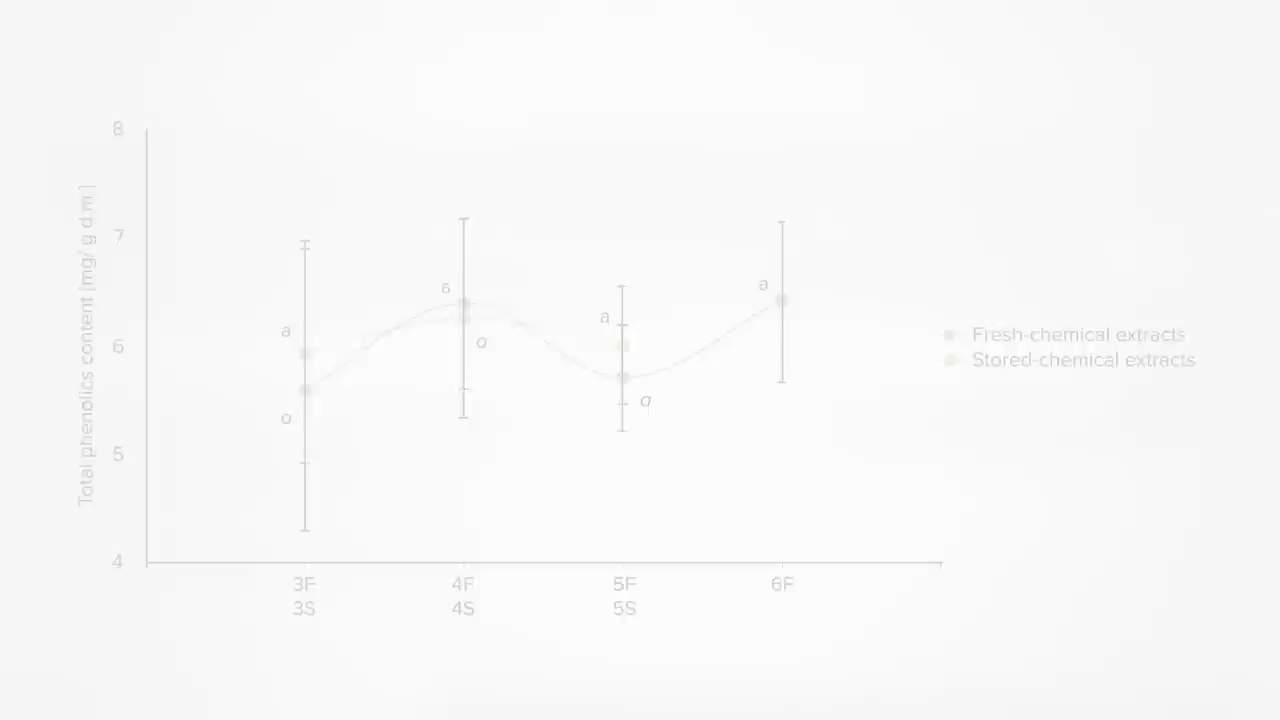 8
7
6
5
4
Total phenolics content [mg/ g d.m.]
a
a
a
a
a
a
a
3F
4F
5F
6F
3S
4S
5S
Fresh-chemical extracts
Stored-chemical extracts